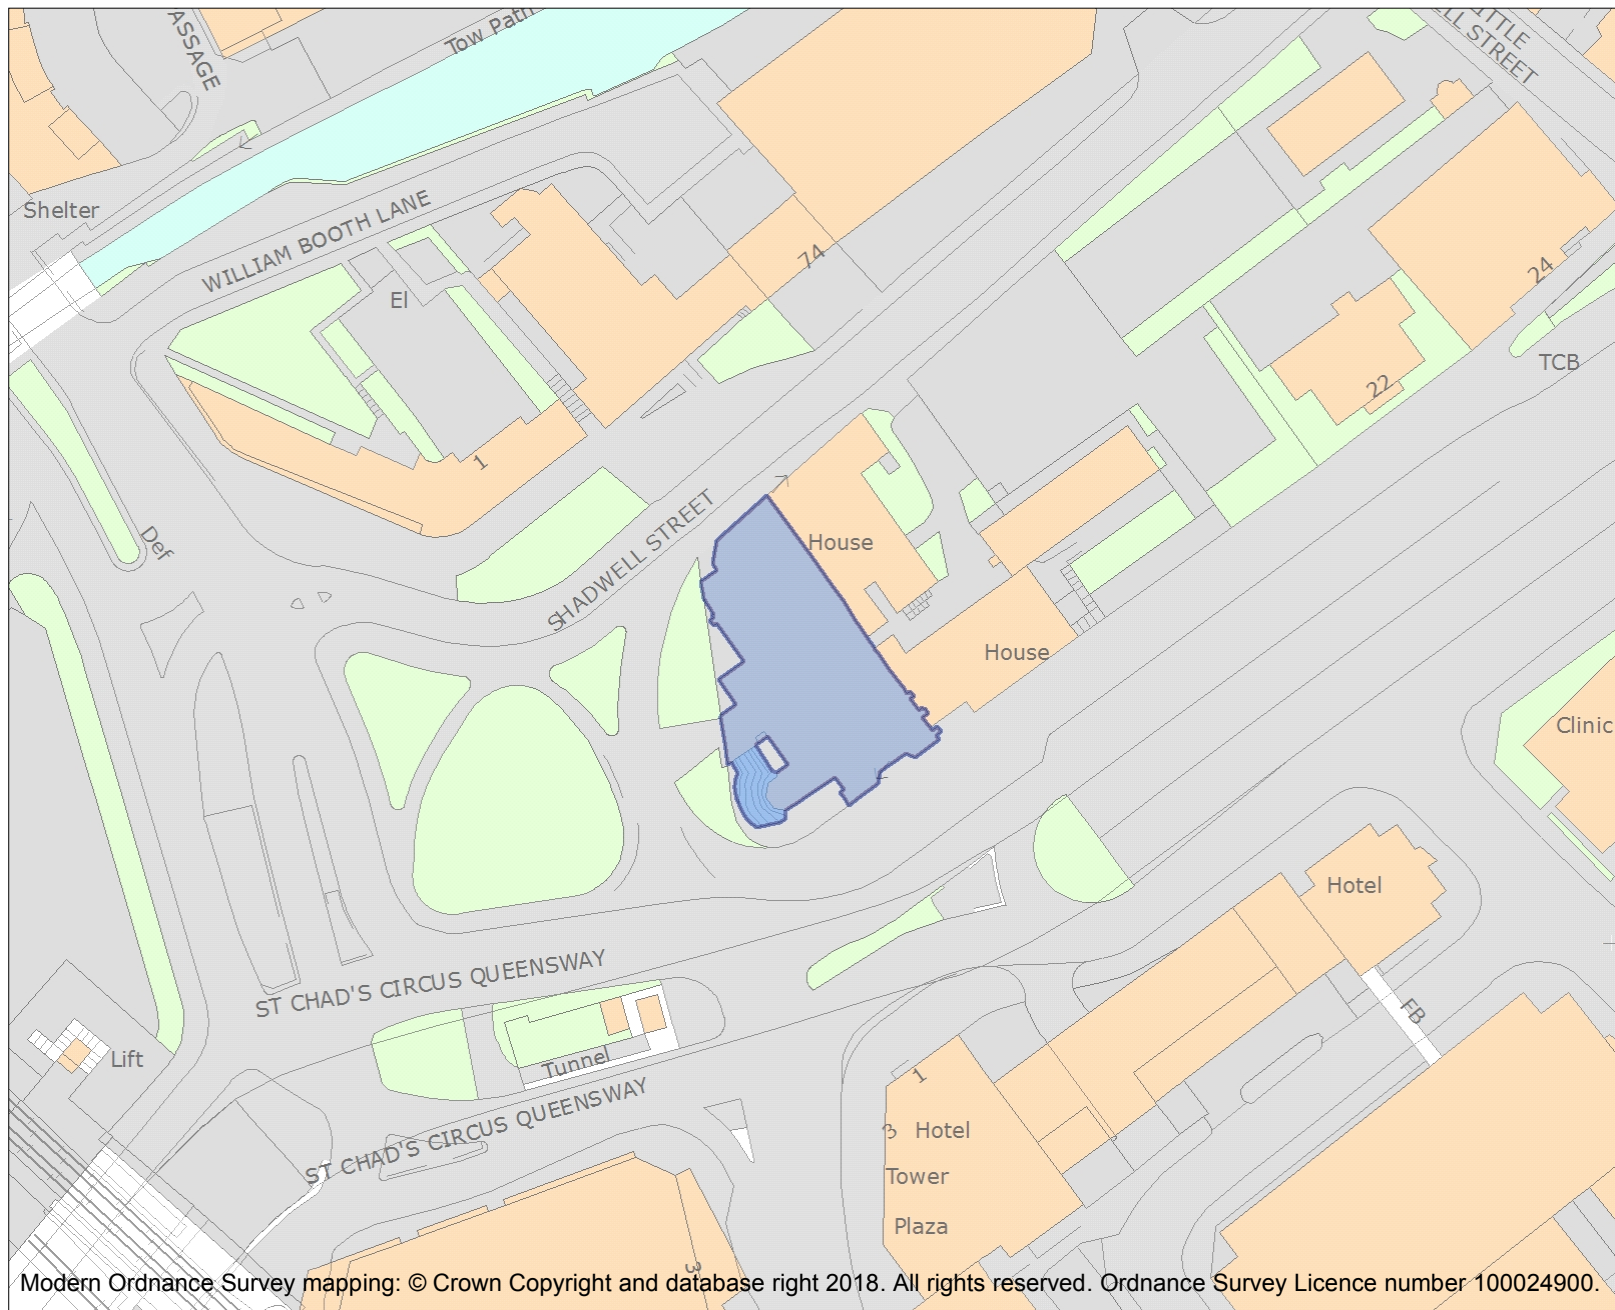 ASSAGE
Tow Path
LITTLE
ELL STREET
Shelter
WILLIAM BOOTH LANE
74
El
24
TCB
22
1
SHADWELL STREET
Def
House
House
Clinic
Hotel
ST CHAD'S CIRCUS QUEENSWAY
FB
Lift
Tunnel
1
ST CHAD'S CIRCUS QUEENSWAY
3 Hotel
Tower
Plaza
3
Modern Ordnance Survey mapping: © Crown Copyright and database right 2018. All rights reserved. Ordnance Survey Licence number 100024900.